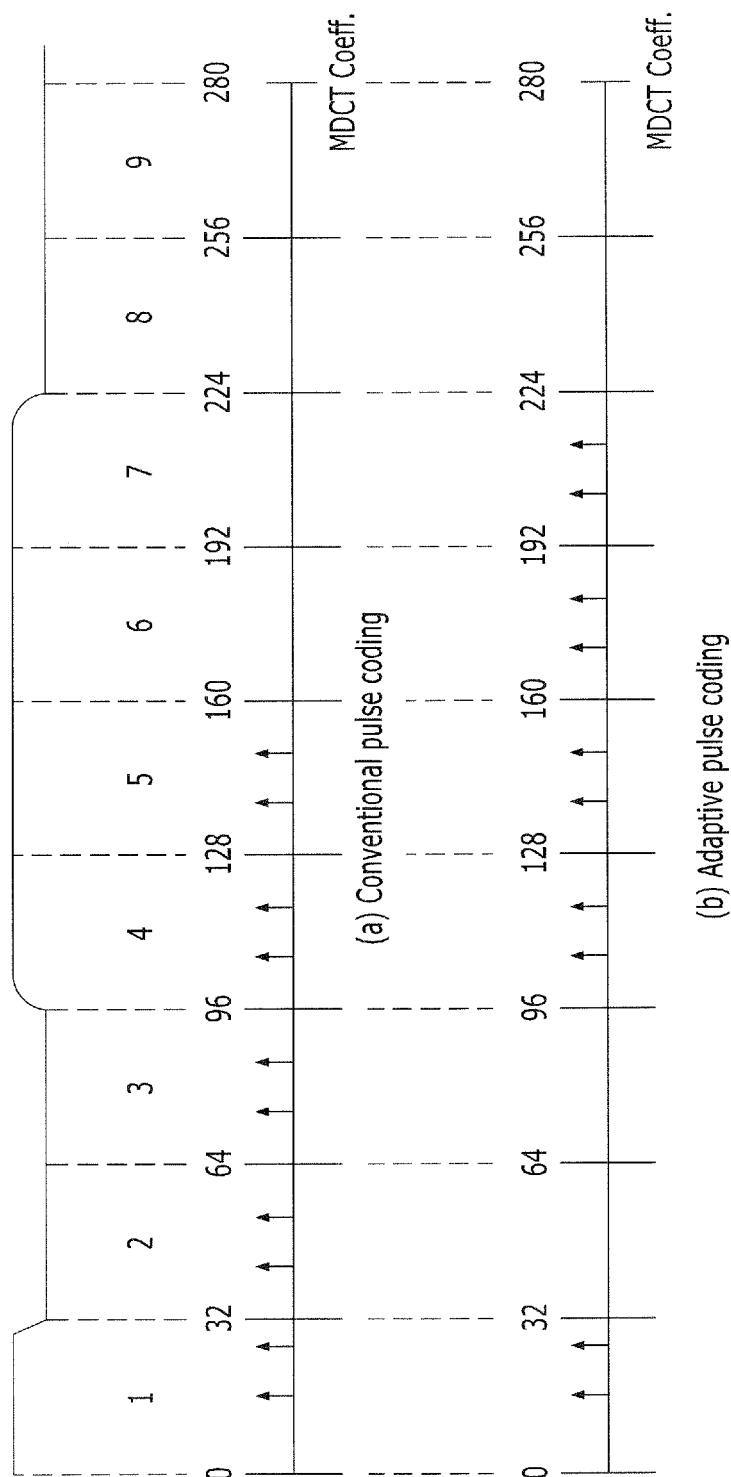 1 2 3 4 5 6 7 8 9
0 32 64 96 128 160 192 224 256 280
MDCT Coeff.
(a) Conventional pulse coding
0 32 64 96 128 160 192 224 256 280
MDCT Coeff.
(b) Adaptive pulse coding